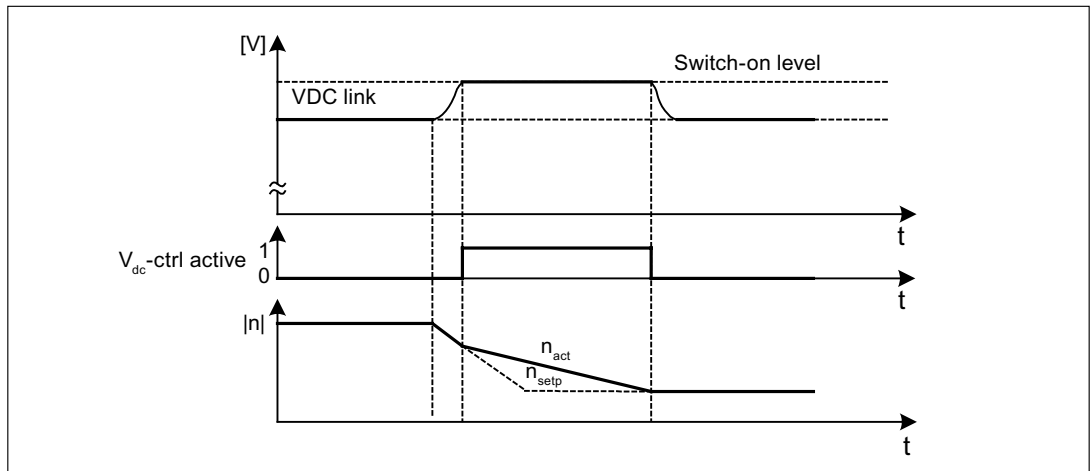 [V]
Switch-on level
VDC link
t
Vdc-ctrl active
1
0
t
|n|
nact
nsetp
t